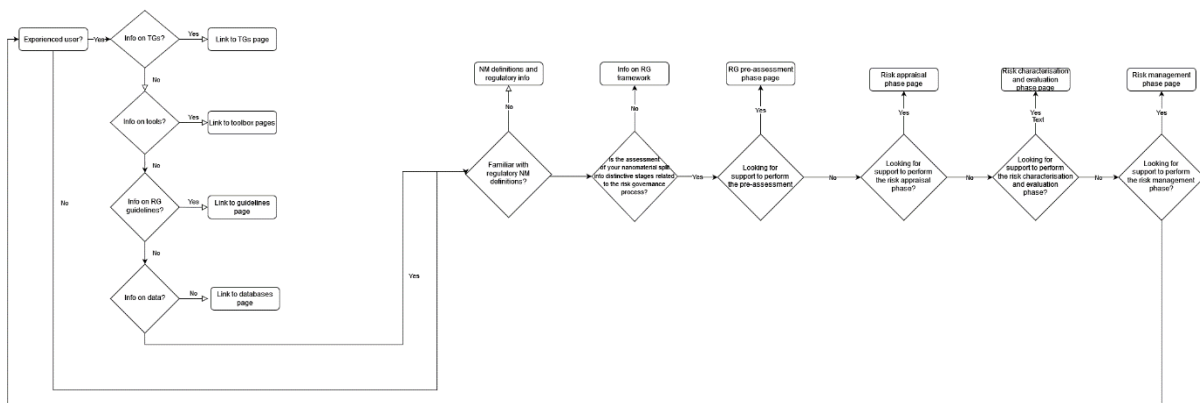 Experienced user?
Yes
Info on TGs?
Yes
Link to TGs page
No
Info on tools?
Yes
Link to toolbox pages
No
Info on RG
guidelines?
Yes
Link to guidelines
page
No
Info on data?
No
Link to databases
page
No
Yes
NM definitions and
regulatory info
No
Familiar with
regulatory NM
definitions?
Info on RG
framework
No
Is the assessment
of your nanomaterial split
into distinctive stages related
to the risk governance
process?
Yes
RG pre-assessment
phase page
Yes
Looking for
support to perform
the pre-assessment
No
Risk appraisal
phase page
Yes
Looking for
support to perform
the risk appraisal
phase?
No
Risk characterisation
and evaluation
phase page
Yes
Text
Looking for
support to perform
the risk characterisation
and evaluation
phase?
No
Risk management
phase page
Yes
Looking for
support to perform
the risk management
phase?